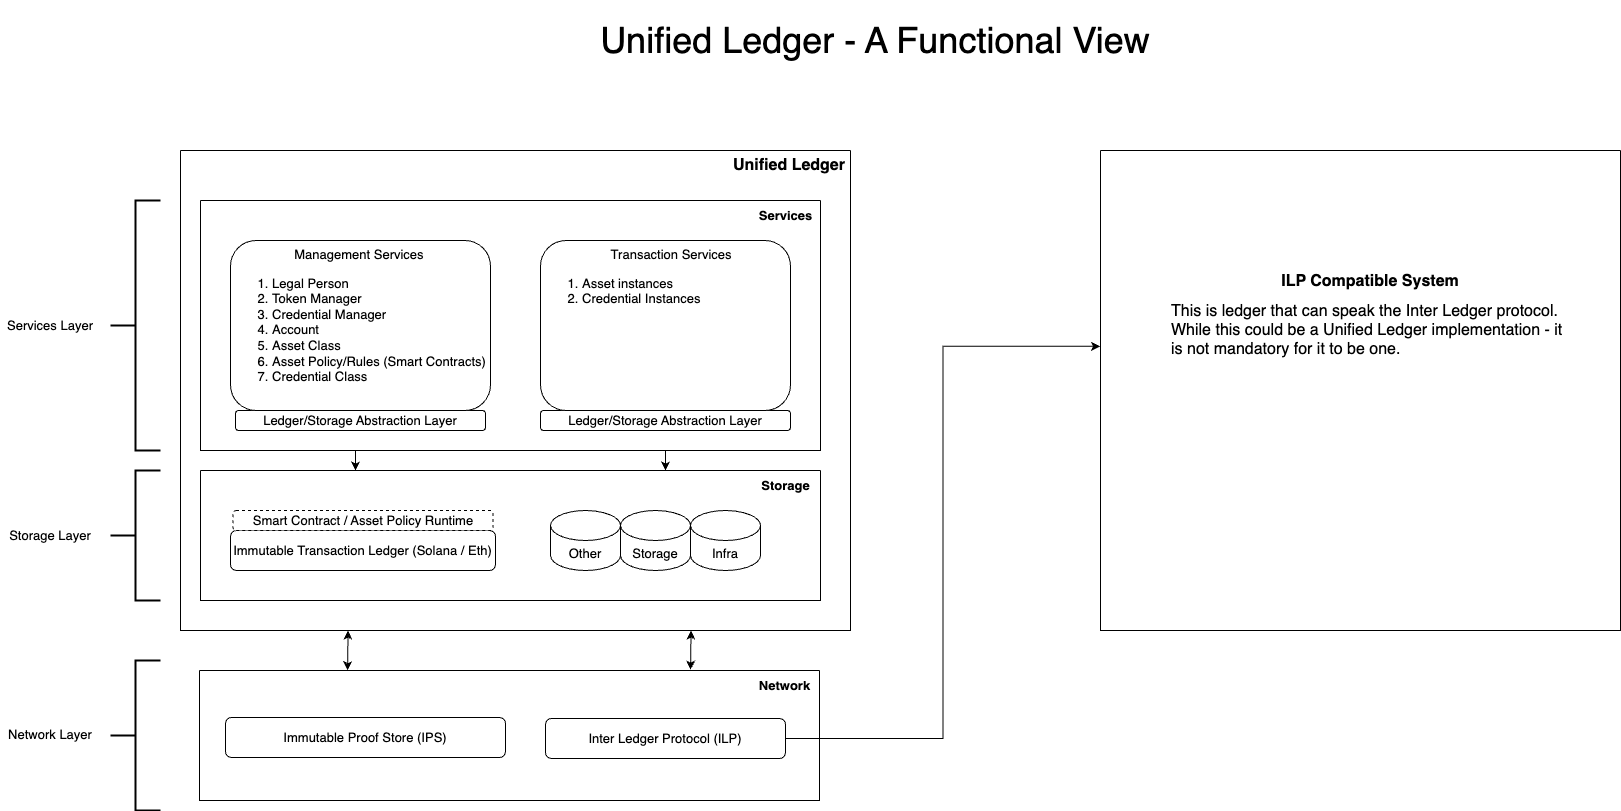 Unified Ledger - A Functional View
Unified Ledger
Services
Management Services
1. Legal Person
2. Token Manager
3. Credential Manager
4. Account
5. Asset Class
6. Asset Policy/Rules (Smart Contracts)
7. Credential Class
Ledger/Storage Abstraction Layer
Transaction Services
1. Asset instances
2. Credential Instances
Ledger/Storage Abstraction Layer
Services Layer
Storage
Smart Contract / Asset Policy Runtime
Immutable Transaction Ledger (Solana / Eth)
Other
Storage
Infra
Storage Layer
Network
Immutable Proof Store (IPS)
Inter Ledger Protocol (ILP)
Network Layer
ILP Compatible System
This is ledger that can speak the Inter Ledger protocol.
While this could be a Unified Ledger implementation - it
is not mandatory for it to be one.